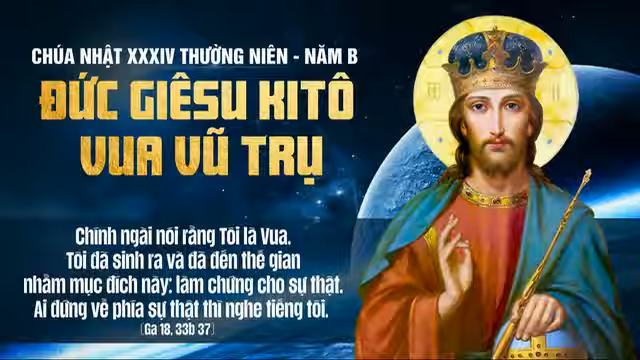 CHÚA NHẬT XXXIV THƯỜNG NIÊN - NĂM B
ĐỨC GIÊSU KITÔ
VUA VŨ TRỤ
Chính ngài nói rằng Tôi là Vua.
Tôi đã sinh ra và đã đến thế gian
nhằm mục đích này: làm chứng cho sự thật.
Ai đứng về phía sự thật thì nghe tiếng tôi.
(Ga 18, 33b 37)